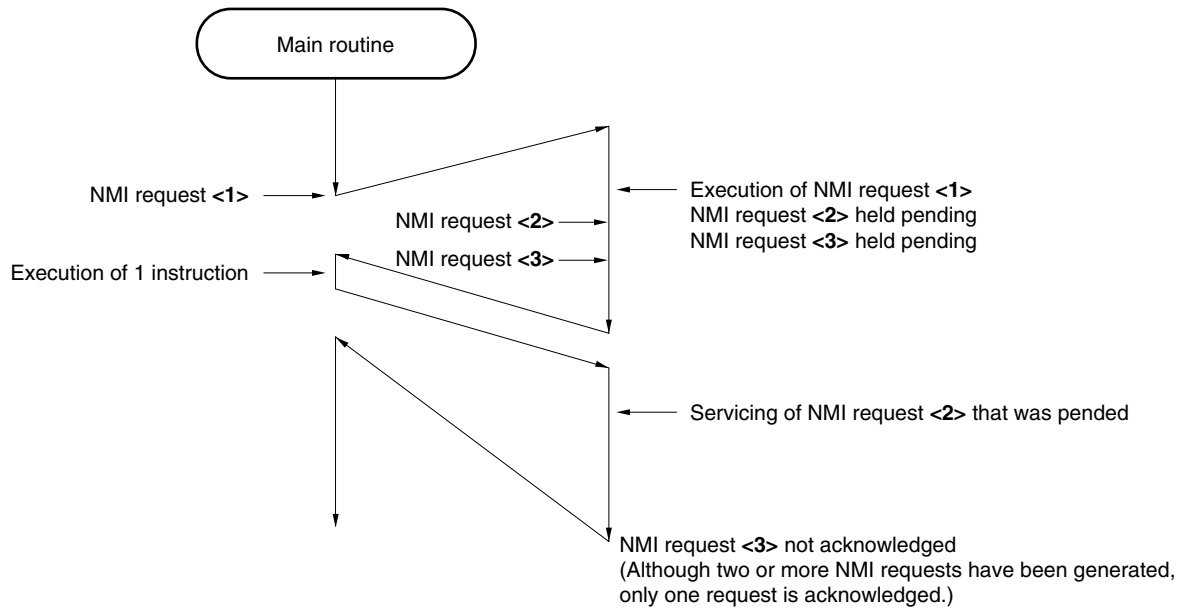 Main routine
NMI request <1>
Execution of NMI request <1>
NMI request <2> held pending
NMI request <3> held pending
NMI request <2>
NMI request <3>
Execution of 1 instruction
Servicing of NMI request <2> that was pended
NMI request <3> not acknowledged
(Although two or more NMI requests have been generated,
only one request is acknowledged.)